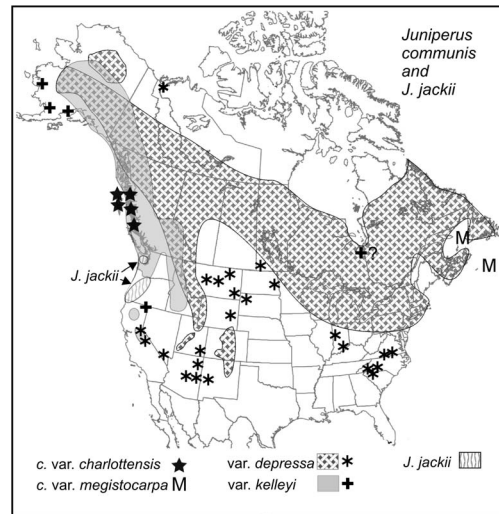 Juniperus
communis
and
J. jackii
?
M
M
J. jackii
c. var. charlottensis
var. depressa
J. jackii
c. var. megistocarpa M
var. kelleyi